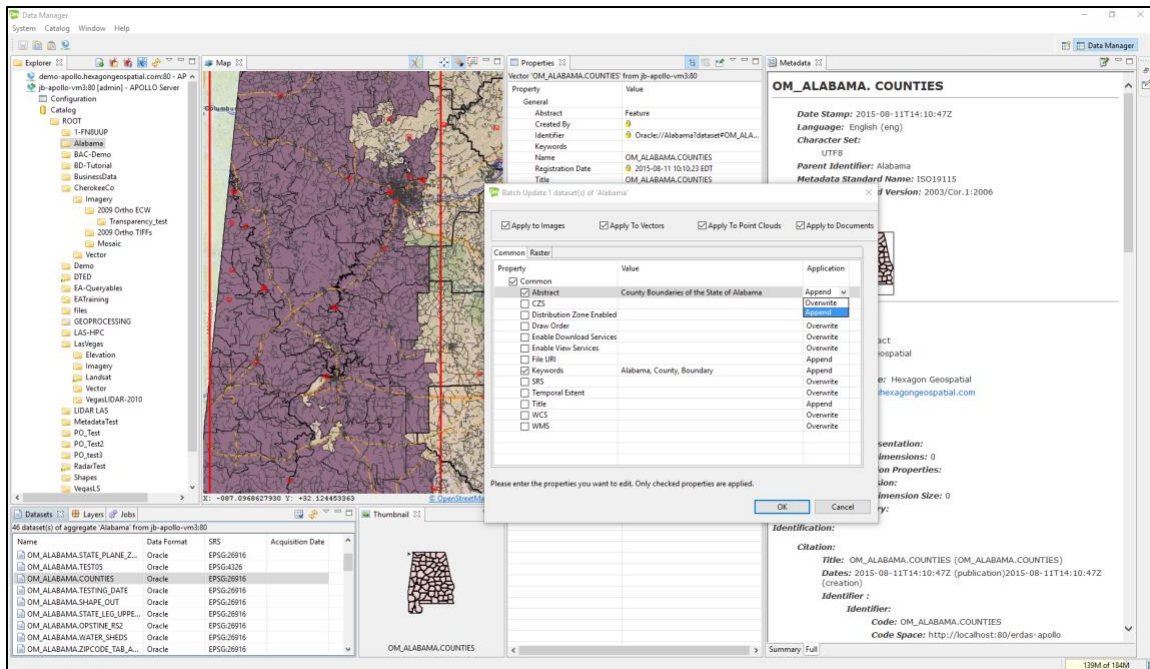 Data Manager
System Catalog Window Help
Data Manager
Explorer
demo-apollo.hexagongeospatial.com:80 - AP
jb-apollo-vm3:80 [admin] - APOLLO Server
Configuration
Catalog
ROOT
1-FN8UUP
Alabama
BAC-Demo
BD-Tutorial
BusinessData
CherokeeCo
Imagery
2009 Ortho ECW
Transparency_test
2009 Ortho TIFFs
Mosaic
Vector
Demo
DTED
EA-Queryables
EATraining
files
GEOPROCESSING
LAS-HPC
LasVegas
Elevation
Imagery
Landsat
Vector
VegasLIDAR-2010
LIDAR LAS
MetadataTest
PO_Test
PO_Test2
PO_test3
RadarTest
Shapes
VegasLS
Map
X: -087.0968627930 Y: +32.124453363
© OpenStreetMa
Properties
Vector 'OM_ALABAMA.COUNTIES' from jb-apollo-vm3:80
Property Value
General
Abstract Feature
Created By
Identifier Oracle://Alabama?dataset#OM_ALA...
Keywords
Name OM_ALABAMA.COUNTIES
Registration Date 2015-08-11 10:10:23 EDT
Title OM_ALABAMA.COUNTIES
Batch Update 1 dataset(s) of 'Alabama'
Apply to Images Apply To Vectors Apply To Point Clouds Apply to Documents
Common Raster
Property Value Application
Common
Abstract County Boundaries of the State of Alabama Append
Overwrite
Append
CZS
Distribution Zone Enabled
Draw Order Overwrite
Enable Download Services Overwrite
Enable View Services Overwrite
File URI Append
Keywords Alabama, County, Boundary Append
SRS Overwrite
Temporal Extent Overwrite
Title Append
WCS Overwrite
WMS Overwrite
Please enter the properties you want to edit. Only checked properties are applied.
OK Cancel
Metadata
OM_ALABAMA. COUNTIES
Date Stamp: 2015-08-11T14:10:47Z
Language: English (eng)
Character Set:
UTF8
Parent Identifier: Alabama
Metadata Standard Name: ISO19115
d Version: 2003/Cor.1:2006
act
ospatial
e: Hexagon Geospatial
hexagongeospatial.com
sentation:
imensions: 0
on Properties:
sion:
imension Size: 0
ry:
Identification:
Citation:
Title: OM_ALABAMA.COUNTIES (OM_ALABAMA.COUNTIES)
Dates: 2015-08-11T14:10:47Z (publication)2015-08-11T14:10:47Z
(creation)
Identifier :
Identifier:
Code: OM_ALABAMA.COUNTIES
Code Space: http://localhost:80/erdas-apollo
Summary Full
Datasets Layers Jobs
46 dataset(s) of aggregate 'Alabama' from jb-apollo-vm3:80
Name Data Format SRS Acquisition Date
OM_ALABAMA.STATE_PLANE_Z... Oracle EPSG:26916
OM_ALABAMA.TEST05 Oracle EPSG:4326
OM_ALABAMA.COUNTIES Oracle EPSG:26916
OM_ALABAMA.TESTING_DATE Oracle EPSG:26916
OM_ALABAMA.SHAPE_OUT Oracle EPSG:26916
OM_ALABAMA.STATE_LEG_UPPE... Oracle EPSG:26916
OM_ALABAMA.OPSTINE_RS2 Oracle EPSG:26916
OM_ALABAMA.WATER_SHEDS Oracle EPSG:26916
OM_ALABAMA.ZIPCODE_TAB_A... Oracle EPSG:26916
Thumbnail
OM_ALABAMA.COUNTIES
139M of 184M